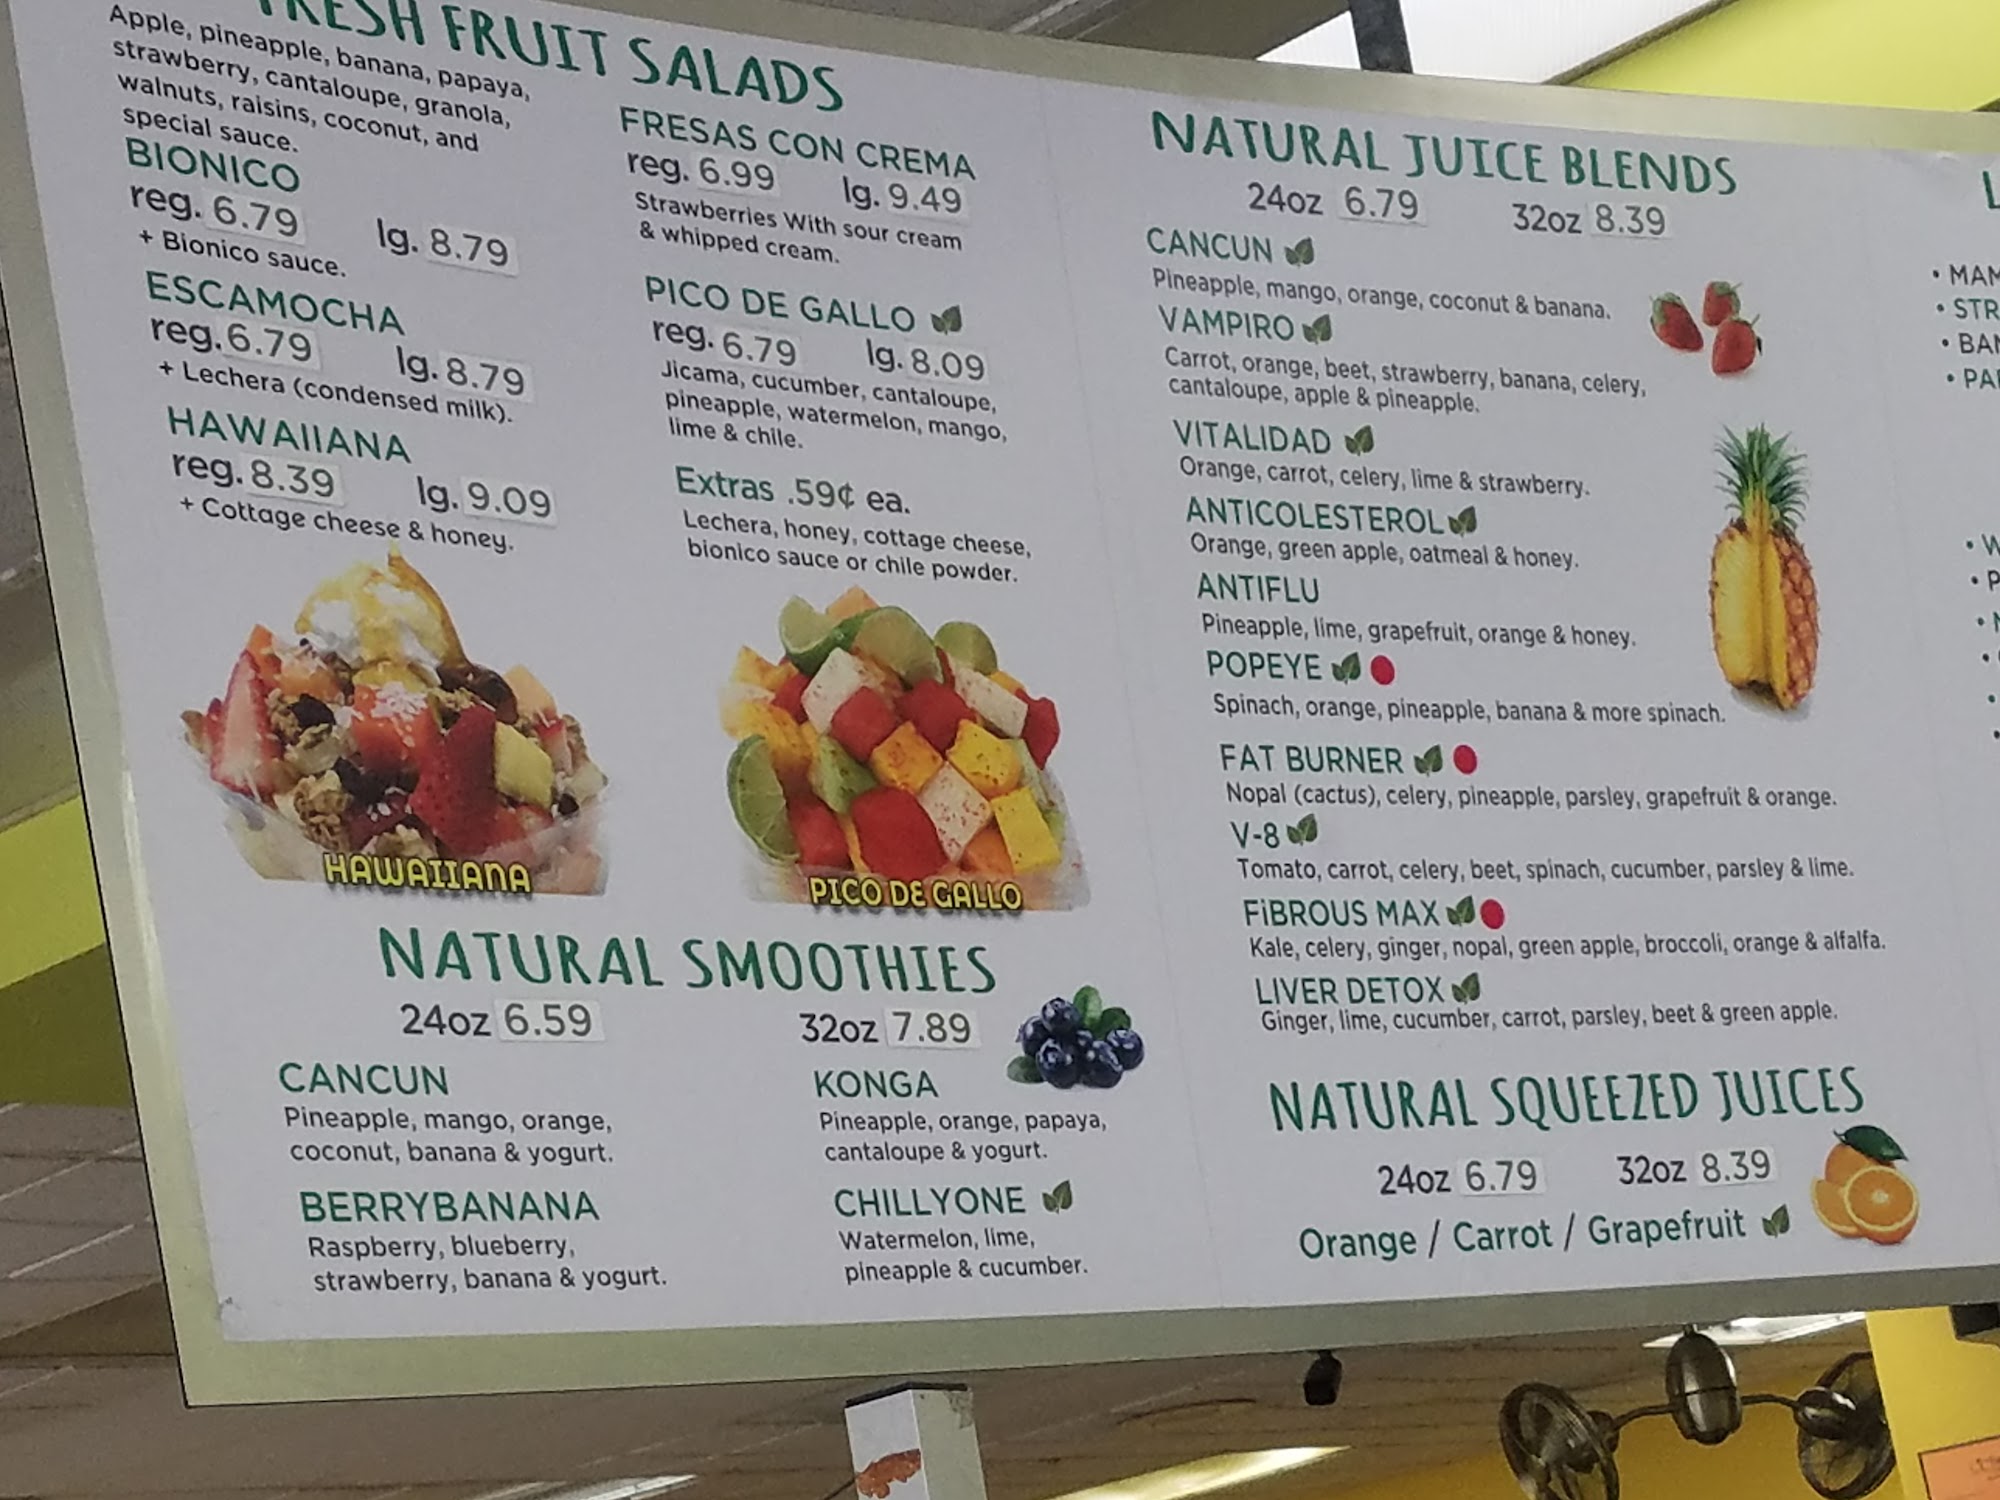 FRESH FRUIT SALADS
Apple, pineapple, banana, papaya,
strawberry, cantaloupe, granola,
walnuts, raisins, coconut, and
special sauce.
BIONICO
reg. 6.79 lg. 8.79
+ Bionico sauce.
ESCAMOCHA
reg. 6.79 lg. 8.79
+ Lechera (condensed milk).
HAWAIIANA
reg. 8.39 lg. 9.09
+ Cottage cheese & honey.
FRESAS CON CREMA
reg. 6.99 lg. 9.49
Strawberries With sour cream
& whipped cream.
PICO DE GALLO
reg. 6.79 lg. 8.09
Jicama, cucumber, cantaloupe,
pineapple, watermelon, mango,
lime & chile.
Extras .59¢ ea.
Lechera, honey, cottage cheese,
bionico sauce or chile powder.
HAWAIIANA
PICO DE GALLO
NATURAL SMOOTHIES
24oz 6.59 32oz 7.89
CANCUN
Pineapple, mango, orange,
coconut, banana & yogurt.
BERRYBANANA
Raspberry, blueberry,
strawberry, banana & yogurt.
KONGA
Pineapple, orange, papaya,
cantaloupe & yogurt.
CHILLYONE
Watermelon, lime,
pineapple & cucumber.
NATURAL JUICE BLENDS
24oz 6.79 32oz 8.39
CANCUN
Pineapple, mango, orange, coconut & banana.
VAMPIRO
Carrot, orange, beet, strawberry, banana, celery,
cantaloupe, apple & pineapple.
VITALIDAD
Orange, carrot, celery, lime & strawberry.
ANTICOLESTEROL
Orange, green apple, oatmeal & honey.
ANTIFLU
Pineapple, lime, grapefruit, orange & honey.
POPEYE
Spinach, orange, pineapple, banana & more spinach.
FAT BURNER
Nopal (cactus), celery, pineapple, parsley, grapefruit & orange.
V-8
Tomato, carrot, celery, beet, spinach, cucumber, parsley & lime.
FiBROUS MAX
Kale, celery, ginger, nopal, green apple, broccoli, orange & alfalfa.
LIVER DETOX
Ginger, lime, cucumber, carrot, parsley, beet & green apple.
NATURAL SQUEEZED JUICES
24oz 6.79 32oz 8.39
Orange / Carrot / Grapefruit
• MAM
• STR
• BAN